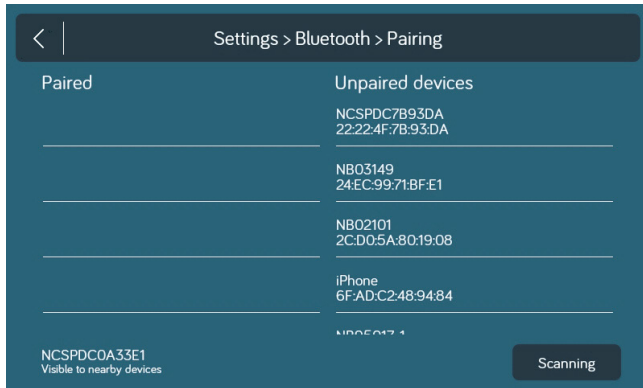 Settings > Bluetooth > Pairing
Paired
Unpaired devices
NCSPDC7B93DA
22:22:4F:7B:93:DA
NB03149
24:EC:99:71:BF:E1
NB02101
2C:D0:5A:80:19:08
iPhone
6F:AD:C2:48:94:84
NCSPDC0A33E1
Visible to nearby devices
Scanning